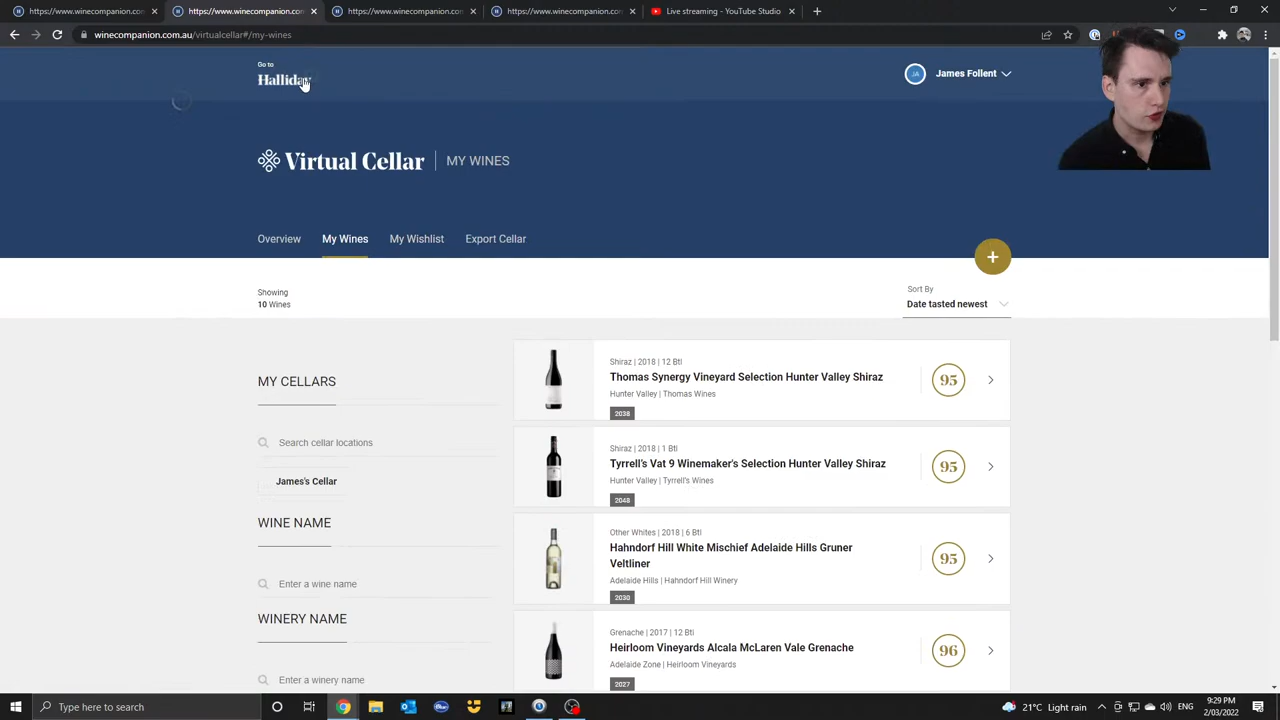 https://www.winecompanion.com
https://www.winecompanion.com
https://www.winecompanion.com
https://www.winecompanion.com
Live streaming - YouTube Studio
winecompanion.com.au/virtualcellar#/my-wines
Go to
JA
James Follent
Virtual Cellar
MY WINES
Overview
My Wines
My Wishlist
Export Cellar
+
Showing
10 Wines
Sort By
Date tasted newest
MY CELLARS
Search cellar locations
James's Cellar
WINE NAME
Enter a wine name
WINERY NAME
Enter a winery name
Shiraz | 2018 | 12 Btl
Thomas Synergy Vineyard Selection Hunter Valley Shiraz
Hunter Valley | Thomas Wines
2038
95
Shiraz | 2018 | 1 Btl
Tyrrell's Vat 9 Winemaker's Selection Hunter Valley Shiraz
Hunter Valley | Tyrrell's Wines
2048
95
Other Whites | 2018 | 6 Btl
Hahndorf Hill White Mischief Adelaide Hills Gruner
Veltliner
Adelaide Hills | Hahndorf Hill Winery
2030
95
Grenache | 2017 | 12 Btl
Heirloom Vineyards Alcala McLaren Vale Grenache
Adelaide Zone | Heirloom Vineyards
2027
96
Type here to search
21°C Light rain
ENG
9:29 PM
2/03/2022